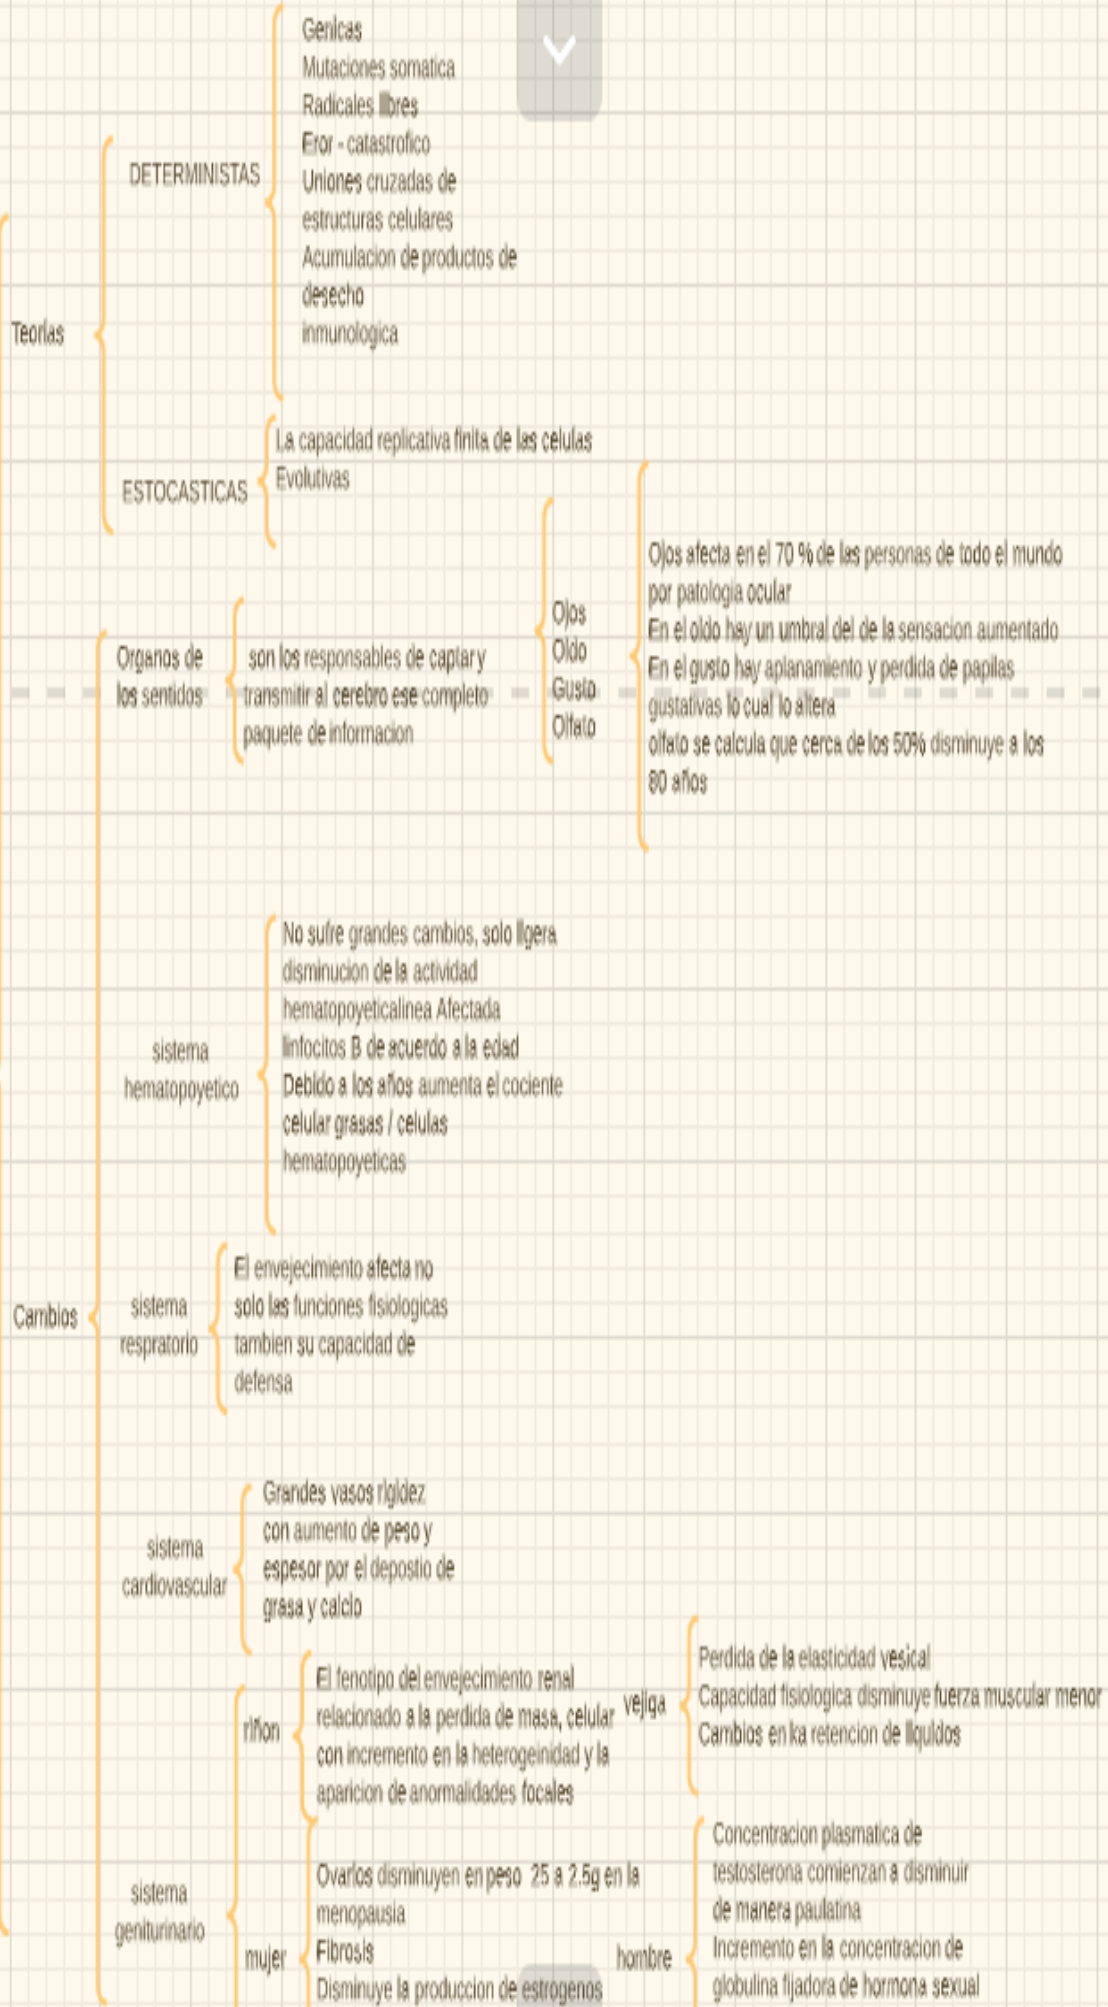 Genicas
Mutaciones somatica
Radicales libres
Eror - catastrofico
Uniones cruzadas de
estructuras celulares
Acumulacion de productos de
desecho
inmunologica
DETERMINISTAS
Teorias
La capacidad replicativa finita de las celulas
Evolutivas
ESTOCASTICAS
Organos de
los sentidos
son los responsables de captar y
transmitir al cerebro ese completo
paquete de informacion
Ojos
Oido
Gusto
Olfato
Ojos afecta en el 70 % de las personas de todo el mundo
por patologia ocular
En el oido hay un umbral del de la sensacion aumentado
En el gusto hay aplanamiento y perdida de papilas
gustativas lo cual lo altera
olfato se calcula que cerca de los 50% disminuye a los
80 años
sistema
hematopoyetico
No sufre grandes cambios, solo ligera
disminucion de la actividad
hematopoyeticalinea Afectada
linfocitos B de acuerdo a la edad
Debido a los años aumenta el cociente
celular grasas / celulas
hematopoyeticas
Cambios
sistema
respratorio
El envejecimiento afecta no
solo las funciones fisiologicas
tambien su capacidad de
defensa
sistema
cardiovascular
Grandes vasos rigidez
con aumento de peso y
espesor por el depostio de
grasa y calcio
riñon
El fenotipo del envejecimiento renal
relacionado a la perdida de masa, celular
con incremento en la heterogeinidad y la
aparicion de anormalidades focales
vejiga
Perdida de la elasticidad vesical
Capacidad fisiologica disminuye fuerza muscular menor
Cambios en ka retencion de liquidos
sistema
geniturinario
mujer
Ovarios disminuyen en peso 25 a 2.5g en la
menopausia
Fibrosis
Disminuye la produccion de estrogenos
hombre
Concentracion plasmatica de
testosterona comienzan a disminuir
de manera paulatina
Incremento en la concentracion de
globulina fijadora de hormona sexual